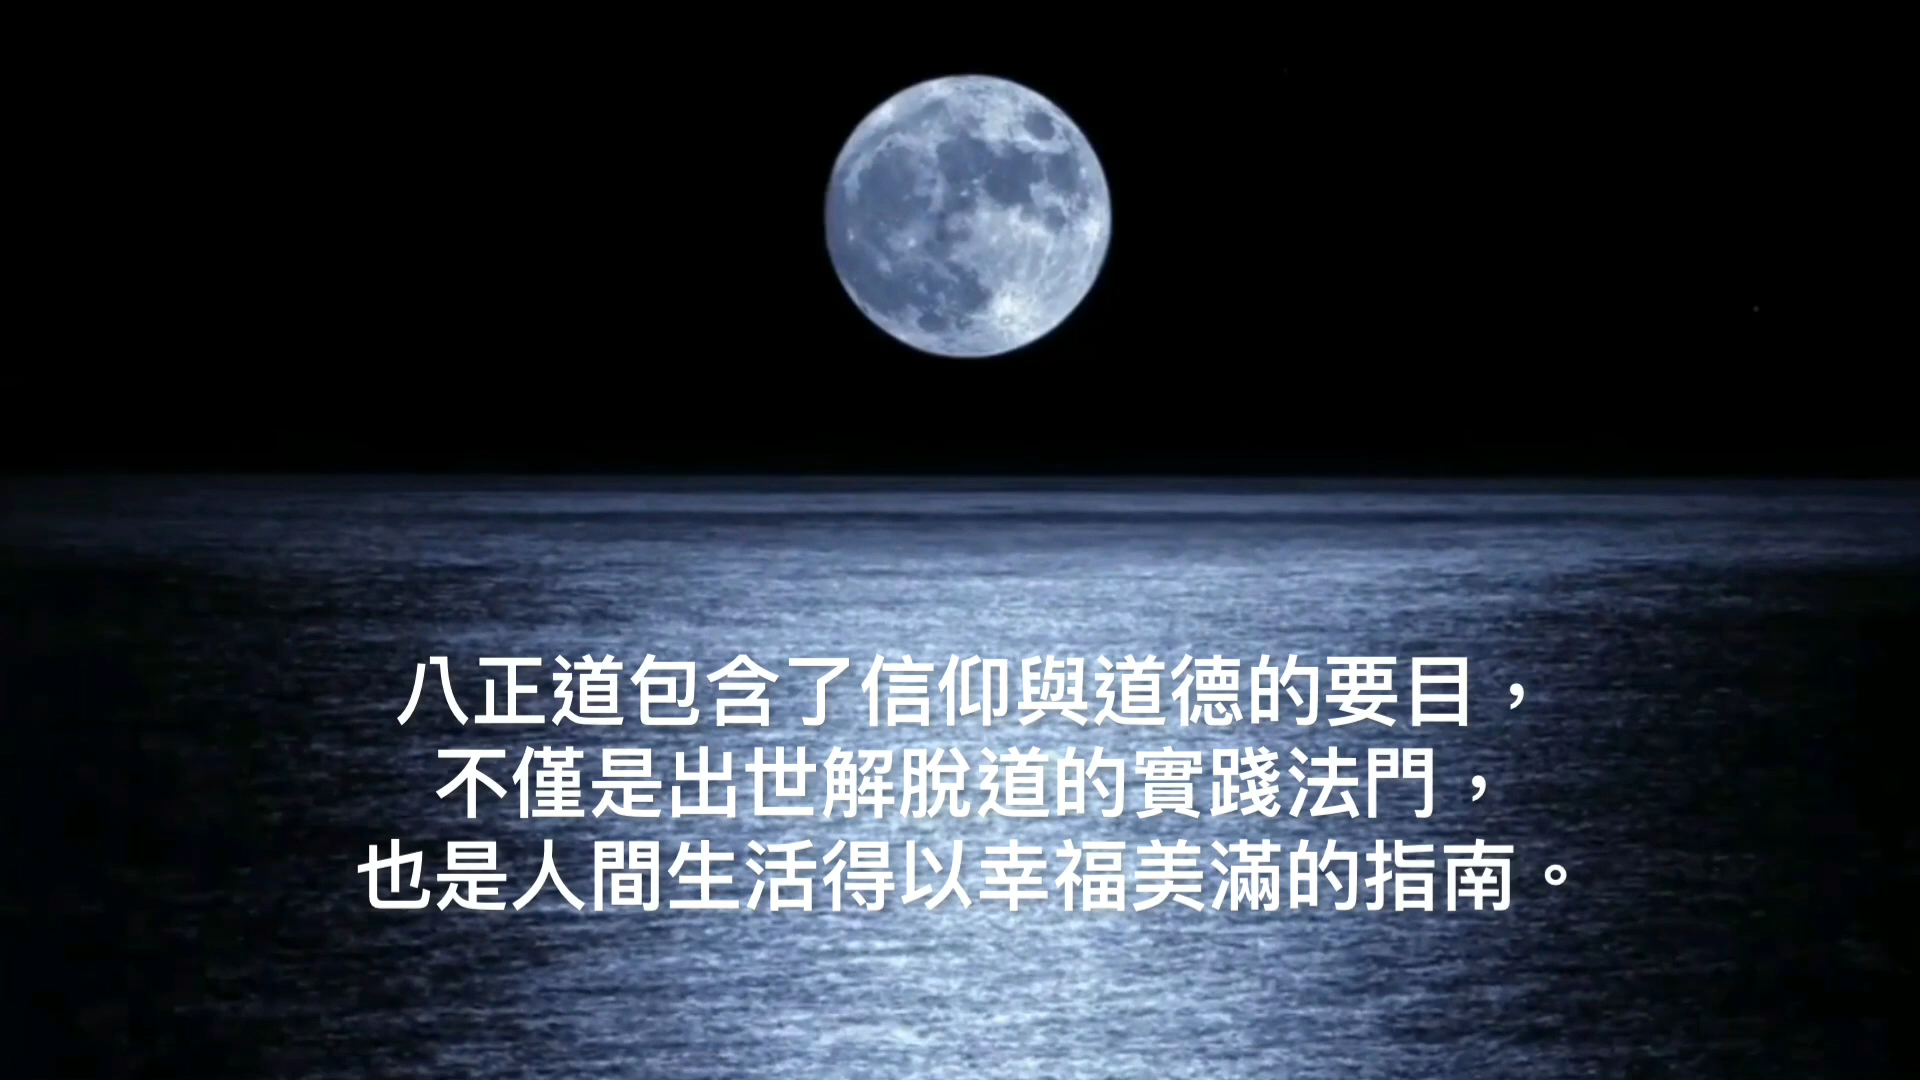 八正道包含了信仰與道德的要目，
不僅是出世解脫道的實踐法門，
也是人間生活得以幸福美滿的指南。